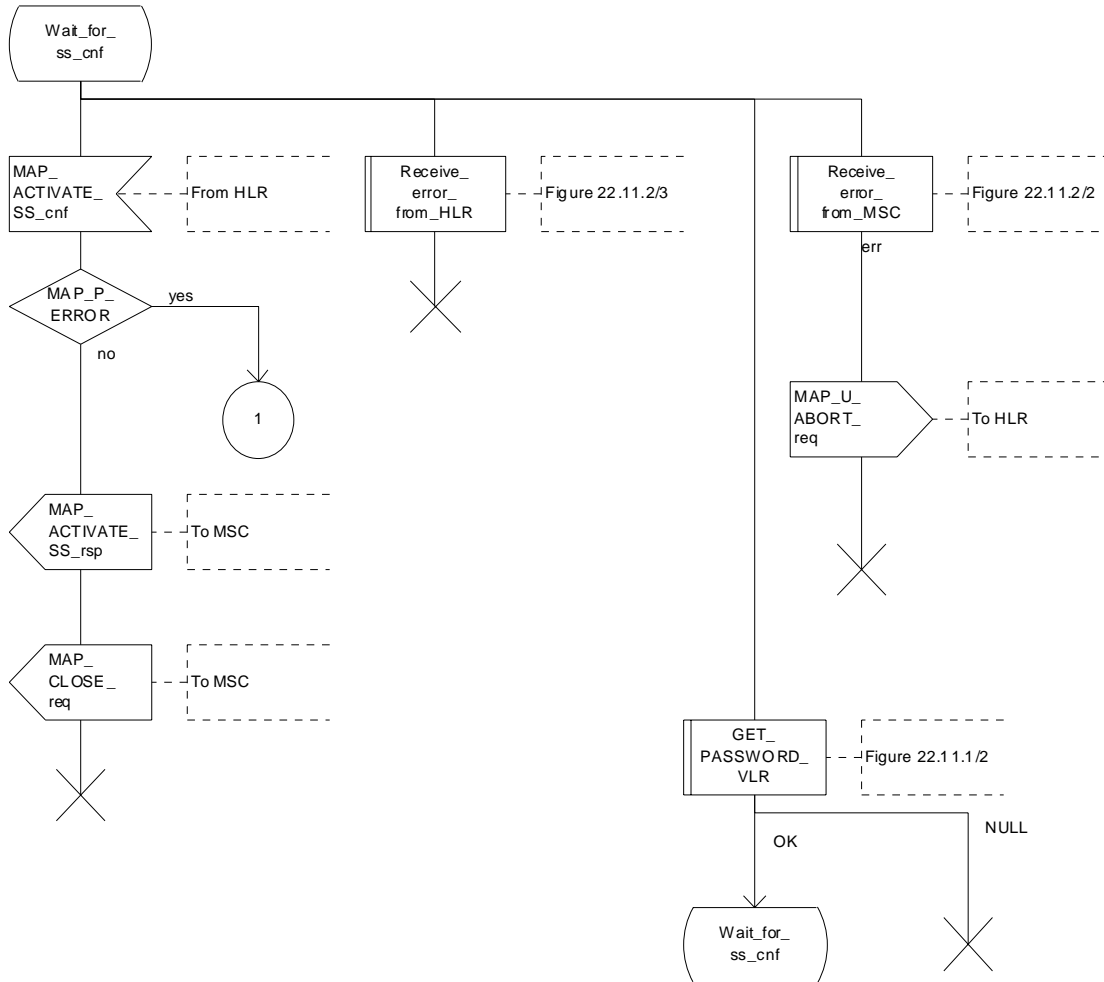 Wait_for_
ss_cnf
MAP_
ACTIVATE_
SS_cnf
From HLR
Receive_
error_
from_HLR
Figure 22.11.2/3
Receive_
error_
from_MSC
Figure 22.11.2/2
err
MAP_P_
ERROR
yes
no
1
MAP_U_
ABORT_
req
To HLR
MAP_
ACTIVATE_
SS_rsp
To MSC
MAP_
CLOSE_
req
To MSC
GET_
PASSWORD_
VLR
Figure 22.11.1/2
OK
NULL
Wait_for_
ss_cnf